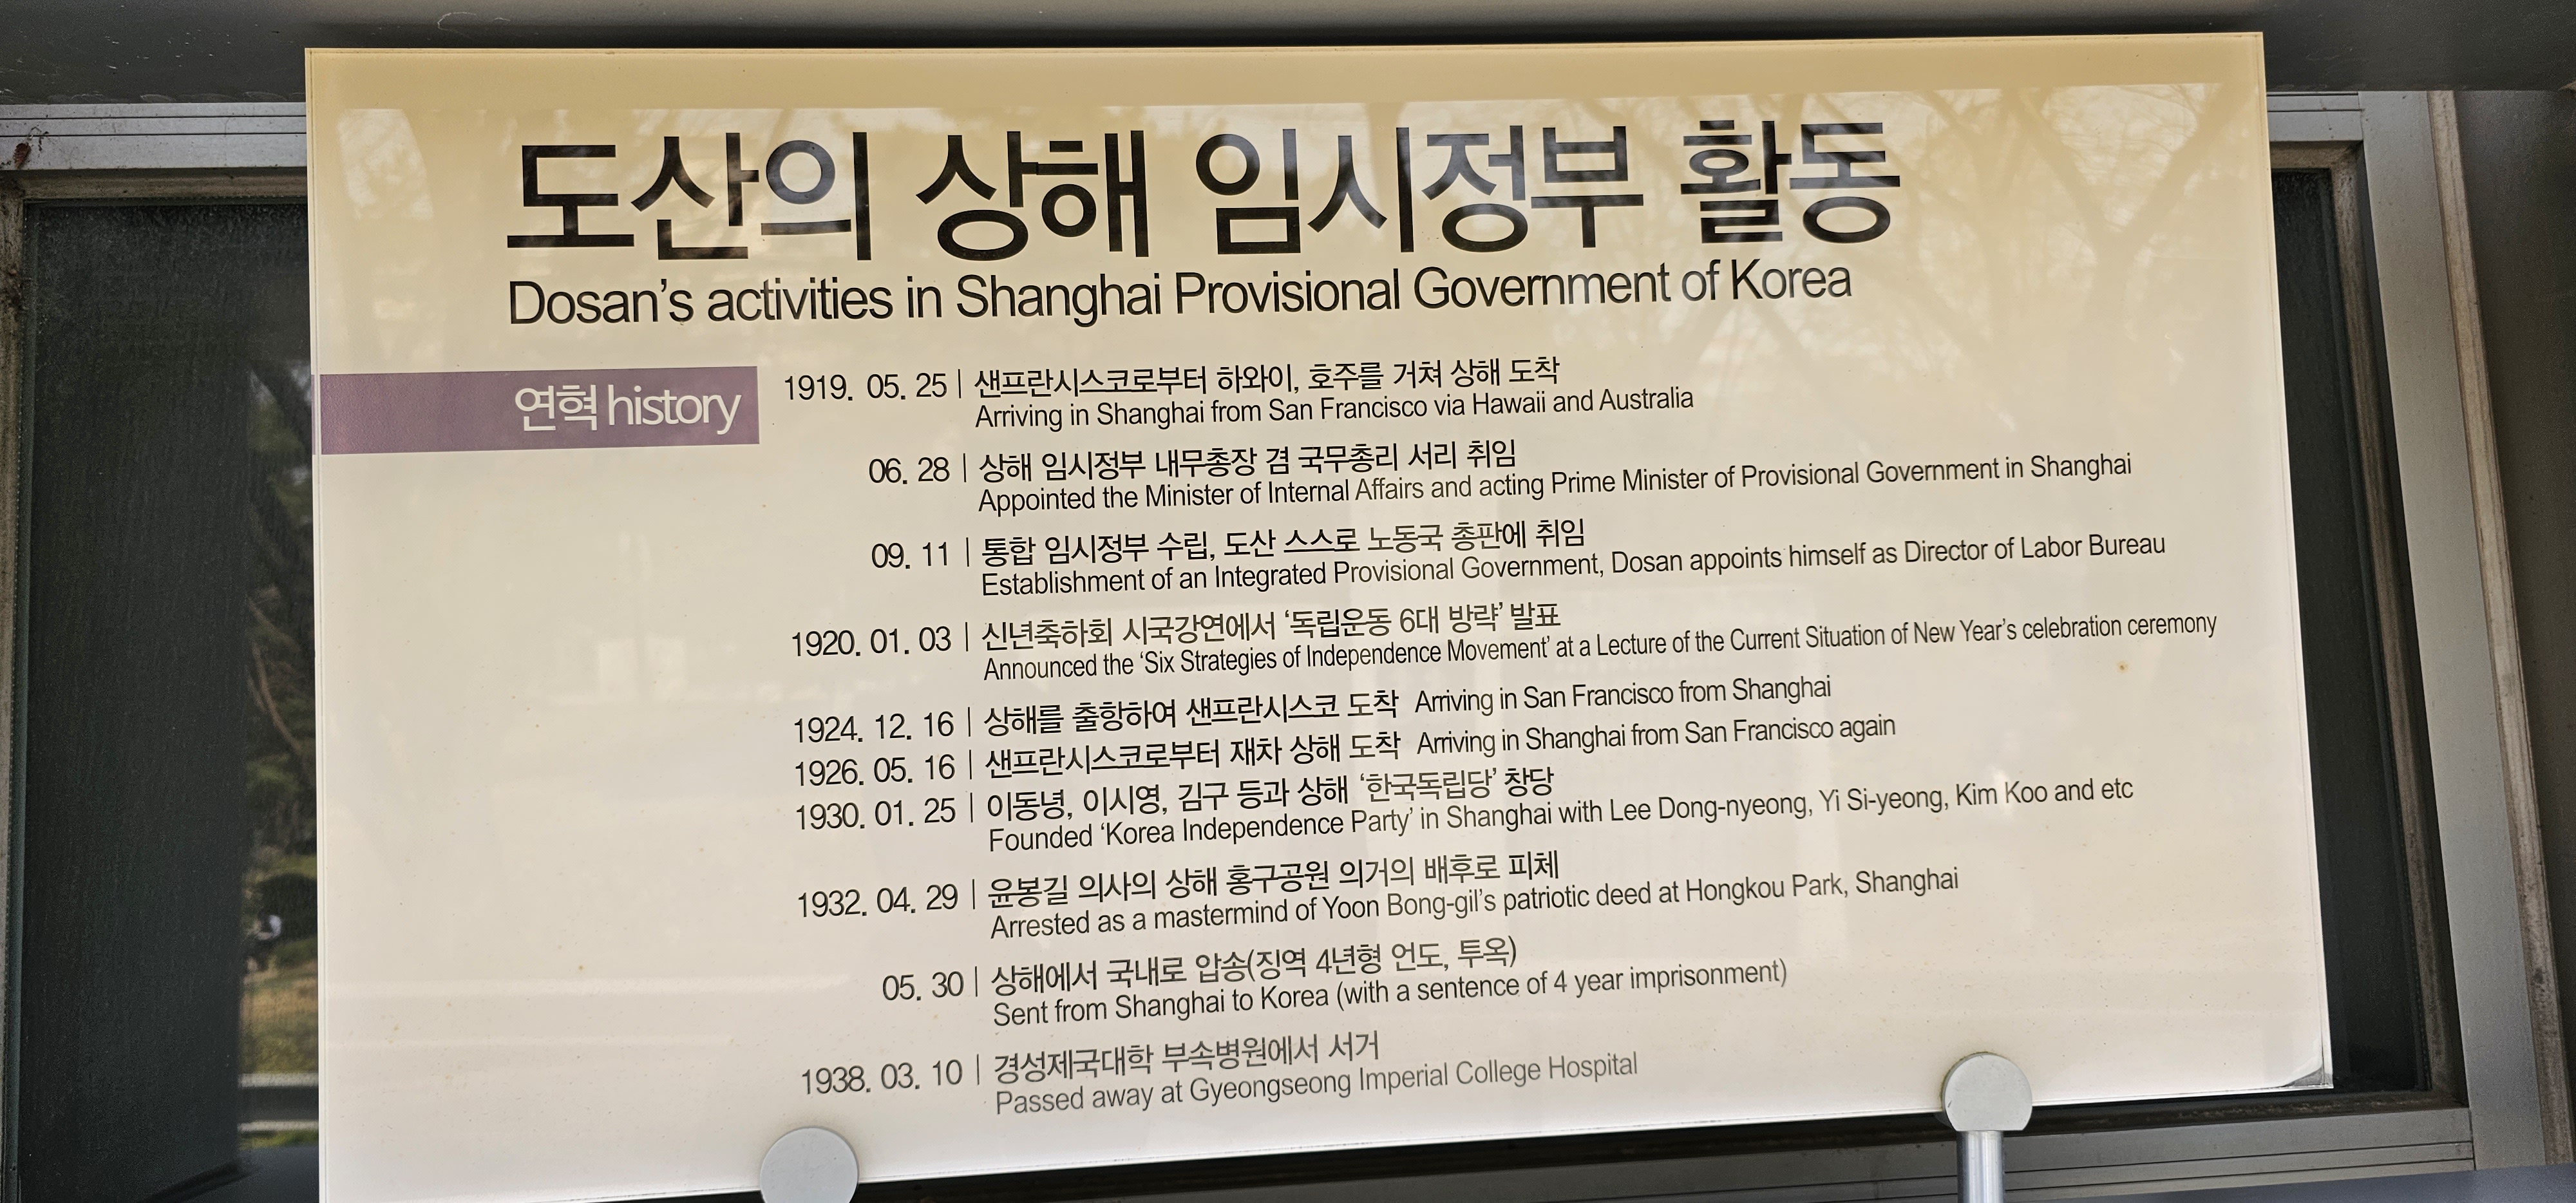 도산의 상해 임시정부 활동
Dosan's activities in Shanghai Provisional Government of Korea
연혁 history
1919. 05. 25 | 샌프란시스코로부터 하와이, 호주를 거쳐 상해 도착
Arriving in Shanghai from San Francisco via Hawaii and Australia
06. 28 | 상해 임시정부 내무총장 겸 국무총리 서리 취임
Appointed the Minister of Internal Affairs and acting Prime Minister of Provisional Government in Shanghai
09. 11 | 통합 임시정부 수립, 도산 스스로 노동국 총판에 취임
Establishment of an Integrated Provisional Government, Dosan appoints himself as Director of Labor Bureau
1920. 01. 03 | 신년축하회 시국강연에서 '독립운동 6대 방략' 발표
Announced the 'Six Strategies of Independence Movement' at a Lecture of the Current Situation of New Year's celebration ceremony
1924. 12. 16 | 상해를 출항하여 샌프란시스코 도착 Arriving in San Francisco from Shanghai
1926. 05. 16 | 샌프란시스코로부터 재차 상해 도착 Arriving in Shanghai from San Francisco again
1930. 01. 25 | 이동녕, 이시영, 김구 등과 상해 '한국독립당' 창당
Founded 'Korea Independence Party' in Shanghai with Lee Dong-nyeong, Yi Si-yeong, Kim Koo and etc
1932. 04. 29 | 윤봉길 의사의 상해 홍구공원 의거의 배후로 피체
Arrested as a mastermind of Yoon Bong-gil's patriotic deed at Hongkou Park, Shanghai
05. 30 | 상해에서 국내로 압송(징역 4년형 언도, 투옥)
Sent from Shanghai to Korea (with a sentence of 4 year imprisonment)
1938. 03. 10 | 경성제국대학 부속병원에서 서거
Passed away at Gyeongseong Imperial College Hospital